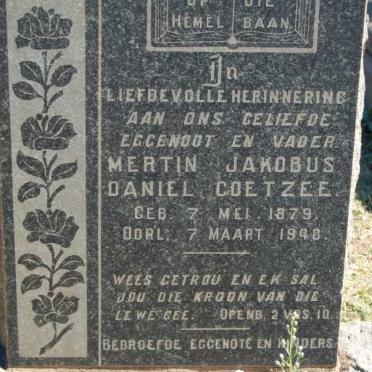 OP DIE
HEMEL BAAN.
In
LIEFDEVOLLE HERINNERING
AAN ONS GELIEFDE
EGGENOOT EN VADER
MERTIN JAKOBUS
DANIEL COETZEE
GEB. 7 MEI. 1879.
OORL. 7 MAART 1948.
WEES GETROU EN EK SAL
JOU DIE KROON VAN DIE
LEWE GEE. OPENB. 2 VRS. 10.
BEDROEFDE EGGENOTE EN KINDERS